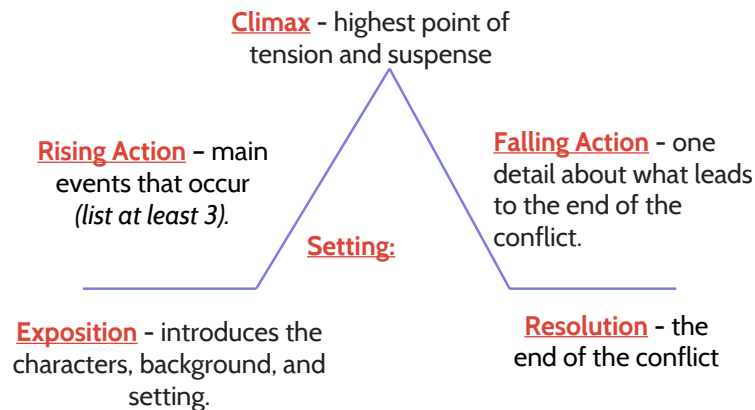 Climax - highest point of
tension and suspense
Rising Action – main
events that occur
(list at least 3).
Falling Action - one
detail about what leads
to the end of the
conflict.
Setting:
Exposition - introduces the
characters, background, and
setting.
Resolution - the
end of the conflict